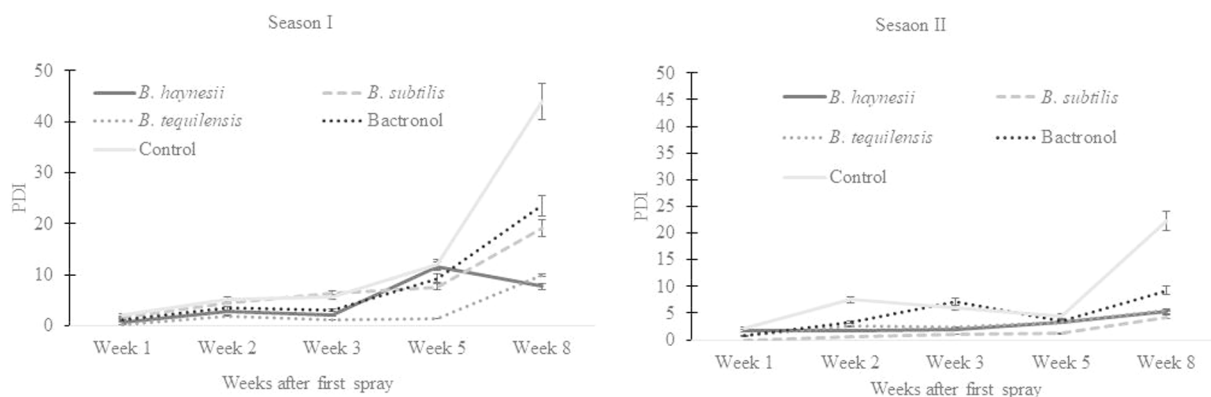 Season I
50
40
30
20
10
0
PDI
B. haynesii
B. subtilis
B. tequilensis
Bactronol
Control
Week 1 Week 2 Week 3 Week 5 Week 8
Weeks after first spray
Sesaon II
50
45
40
35
30
25
20
15
10
5
0
PDI
B. haynesii
B. subtilis
B. tequilensis
Bactronol
Control
Week 1 Week 2 Week 3 Week 5 Week 8
Weeks after first spray